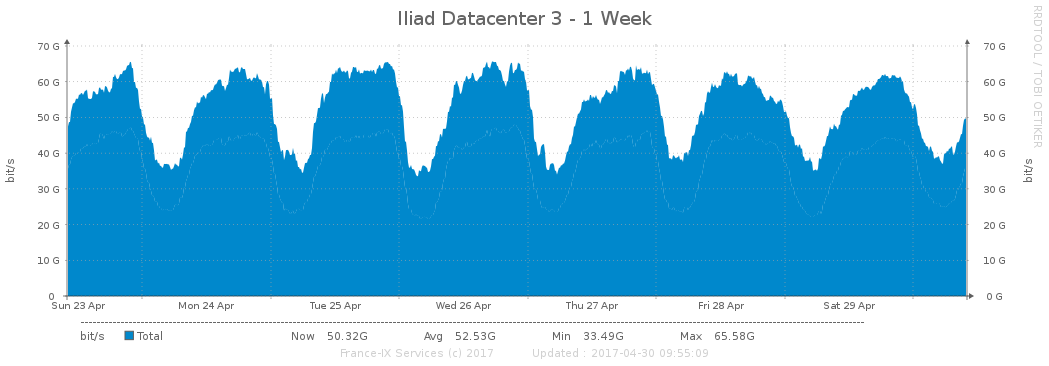 Iliad Datacenter 3 - 1 Week
RRDTOOL / TOBI OETIKER
70 G 70 G
60 G 60 G
50 G 50 G
40 G 40 G
30 G 30 G
20 G 20 G
10 G 10 G
0 0 G
bit/s bit/s
Sun 23 Apr Mon 24 Apr Tue 25 Apr Wed 26 Apr Thu 27 Apr Fri 28 Apr Sat 29 Apr
bit/s Total Now 50.32G Avg 52.53G Min 33.49G Max 65.58G
France-IX Services (c) 2017 Updated : 2017-04-30 09:55:09